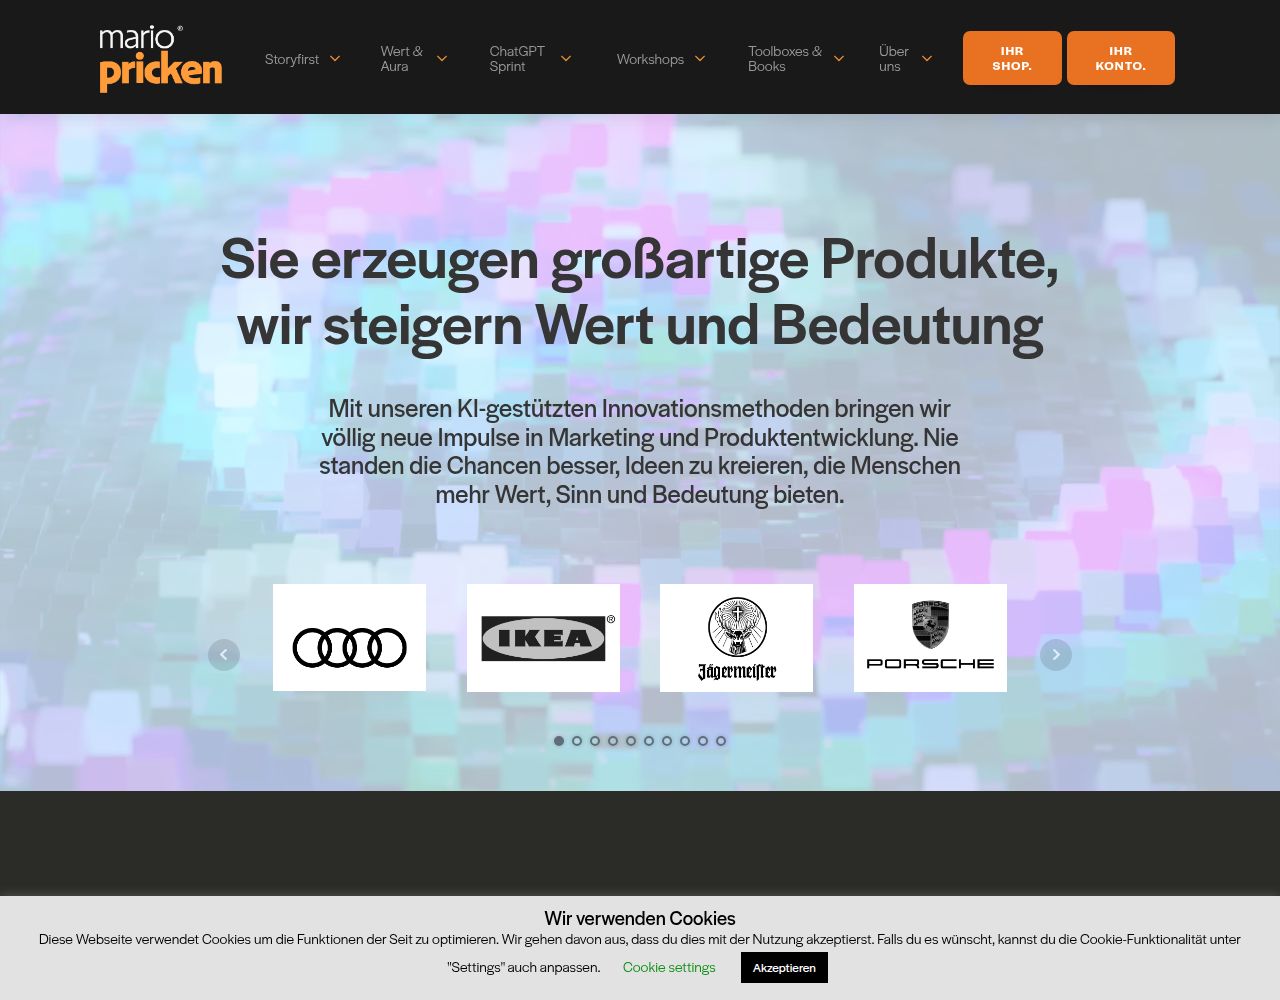 mario®
pricken
Storyfirst
Wert &
Aura
ChatGPT
Sprint
Workshops
Toolboxes &
Books
Über
uns
IHR
SHOP.
IHR
KONTO.
Sie erzeugen großartige Produkte,
wir steigern Wert und Bedeutung
Mit unseren KI-gestützten Innovationsmethoden bringen wir
völlig neue Impulse in Marketing und Produktentwicklung. Nie
standen die Chancen besser, Ideen zu kreieren, die Menschen
mehr Wert, Sinn und Bedeutung bieten.
IKEA®
Jägermeister
PORSCHE
PORSCHE
Wir verwenden Cookies
Diese Webseite verwendet Cookies um die Funktionen der Seit zu optimieren. Wir gehen davon aus, dass du dies mit der Nutzung akzeptierst. Falls du es wünscht, kannst du die Cookie-Funktionalität unter
"Settings" auch anpassen. Cookie settings Akzeptieren